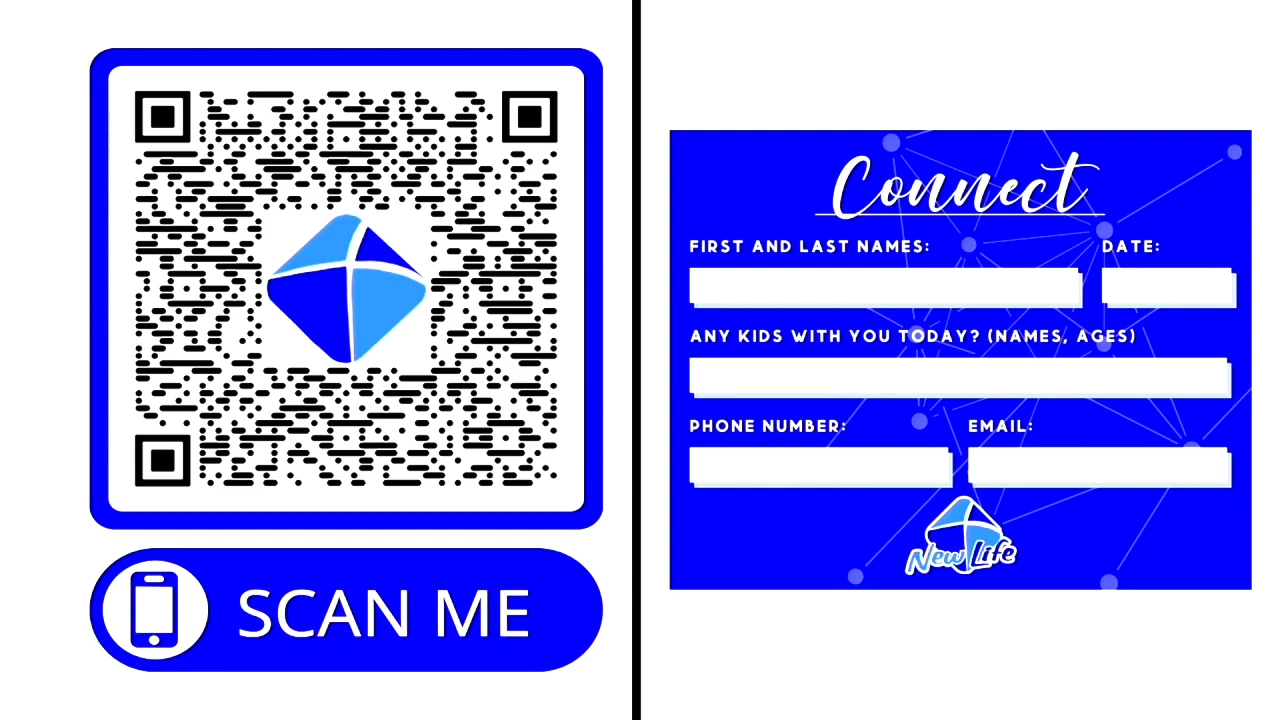 SCAN ME
Connect
FIRST AND LAST NAMES: DATE:
ANY KIDS WITH YOU TODAY? (NAMES, AGES)
PHONE NUMBER: EMAIL:
New Life